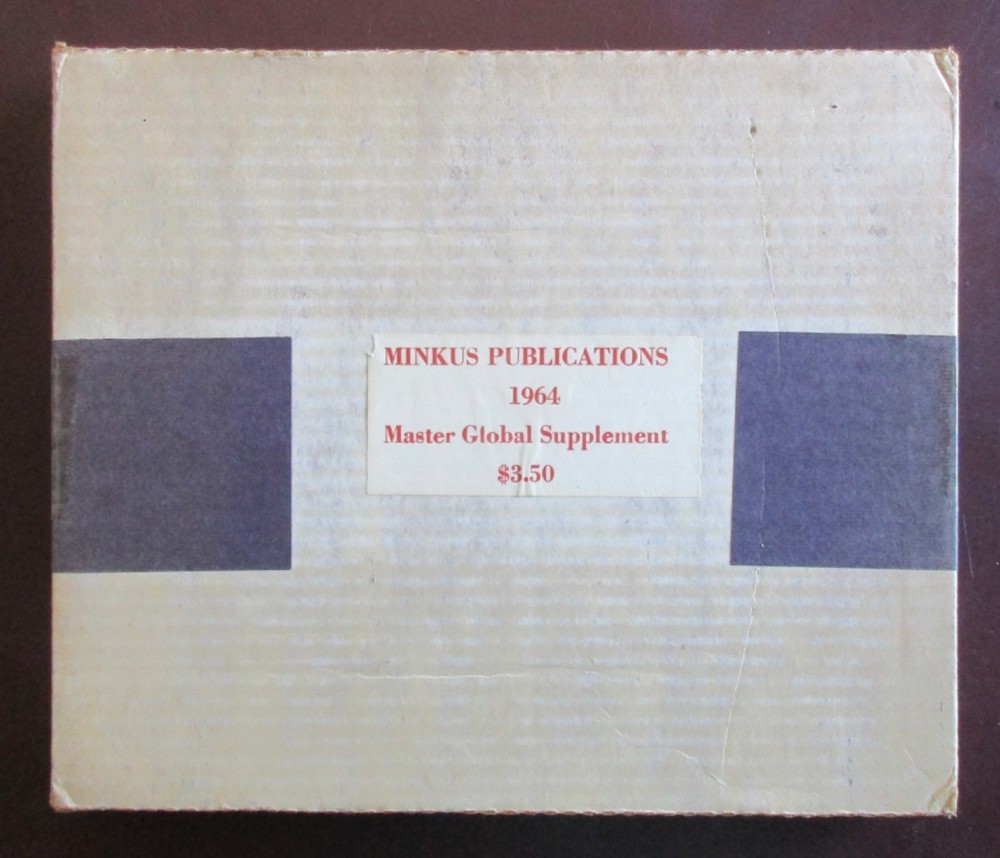 MINKUS PUBLICATIONS
1964
Master Global Supplement
$3.50